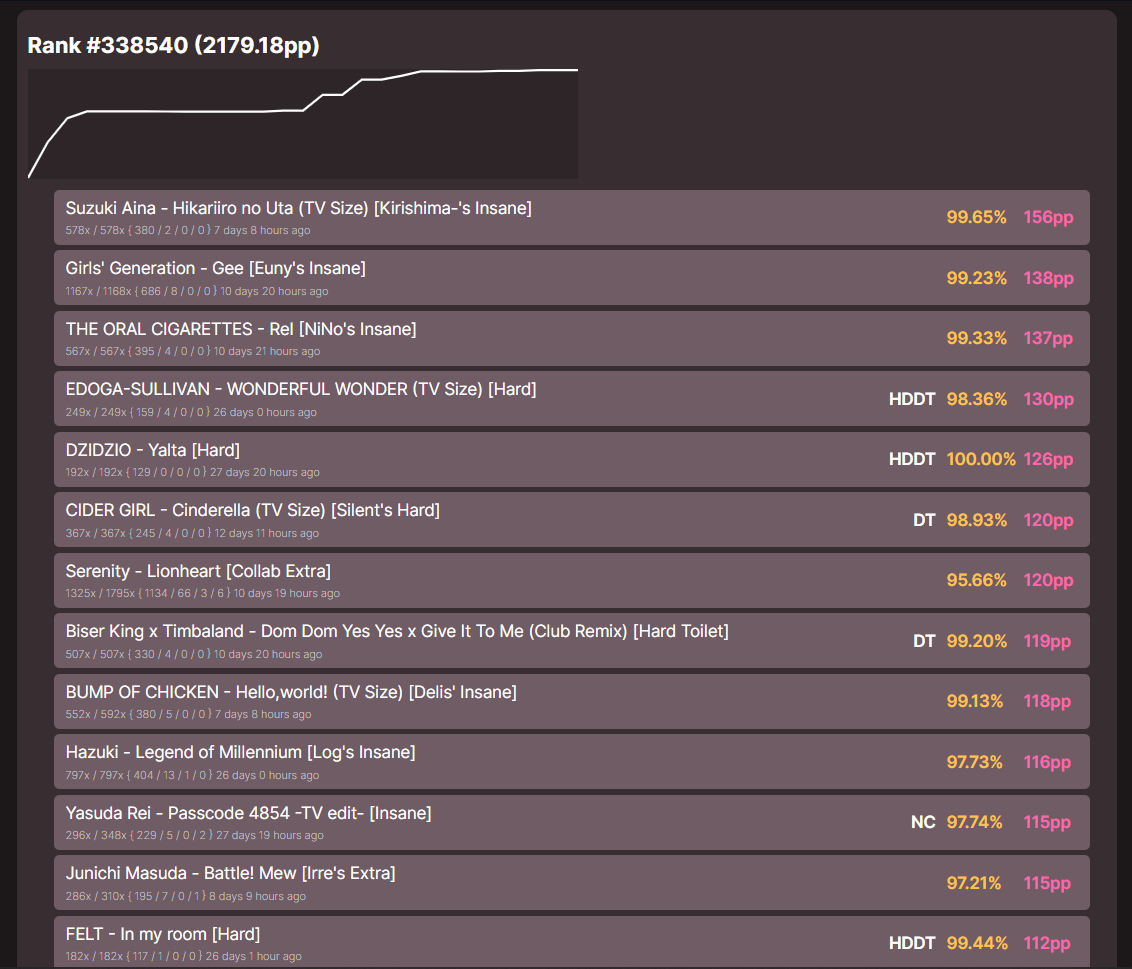 Rank #338540 (2179.18pp)
Suzuki Aina - Hikariiro no Uta (TV Size) [Kirishima-'s Insane]
578x / 578x { 380 / 2 / 0 / 0 } 7 days 8 hours ago
99.65% 156pp
Girls' Generation - Gee [Euny's Insane]
1167x / 1168x { 686 / 8 / 0 / 0 } 10 days 20 hours ago
99.23% 138pp
THE ORAL CIGARETTES - Rel [NiNo's Insane]
567x / 567x { 395 / 4 / 0 / 0 } 10 days 21 hours ago
99.33% 137pp
EDOGA-SULLIVAN - WONDERFUL WONDER (TV Size) [Hard]
249x / 249x { 159 / 4 / 0 / 0 } 26 days 0 hours ago
HDDT 98.36% 130pp
DZIDZIO - Yalta [Hard]
192x / 192x { 129 / 0 / 0 / 0 } 27 days 20 hours ago
HDDT 100.00% 126pp
CIDER GIRL - Cinderella (TV Size) [Silent's Hard]
367x / 367x { 245 / 4 / 0 / 0 } 12 days 11 hours ago
DT 98.93% 120pp
Serenity - Lionheart [Collab Extra]
1325x / 1795x { 1134 / 66 / 3 / 6 } 10 days 19 hours ago
95.66% 120pp
Biser King x Timbaland - Dom Dom Yes Yes x Give It To Me (Club Remix) [Hard Toilet]
507x / 507x { 330 / 4 / 0 / 0 } 10 days 20 hours ago
DT 99.20% 119pp
BUMP OF CHICKEN - Hello,world! (TV Size) [Delis' Insane]
552x / 592x { 380 / 5 / 0 / 0 } 7 days 8 hours ago
99.13% 118pp
Hazuki - Legend of Millennium [Log's Insane]
797x / 797x { 404 / 13 / 1 / 0 } 26 days 0 hours ago
97.73% 116pp
Yasuda Rei - Passcode 4854 -TV edit- [Insane]
296x / 348x { 229 / 5 / 0 / 2 } 27 days 19 hours ago
NC 97.74% 115pp
Junichi Masuda - Battle! Mew [Irre's Extra]
286x / 310x { 195 / 7 / 0 / 1 } 8 days 9 hours ago
97.21% 115pp
FELT - In my room [Hard]
182x / 182x { 117 / 1 / 0 / 0 } 26 days 1 hour ago
HDDT 99.44% 112pp